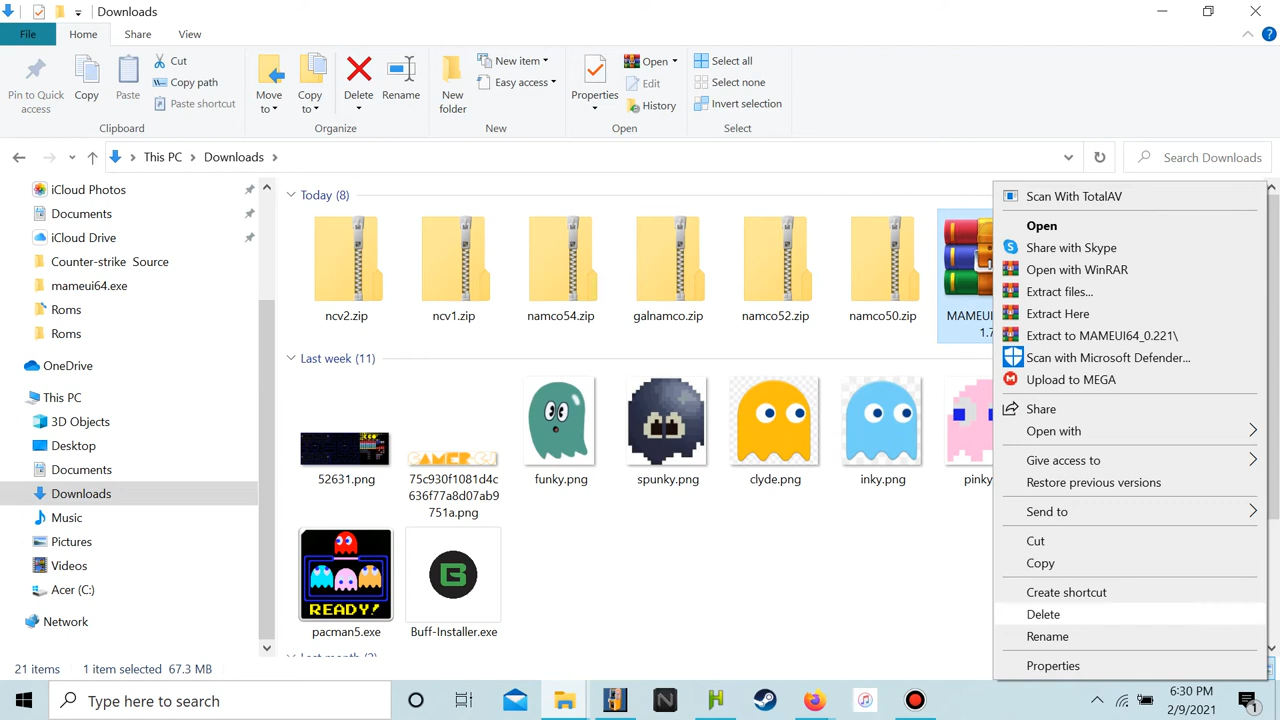 Downloads
File
Home
Share
View
Pin to Quick
access
Copy
Paste
Cut
Copy path
Paste shortcut
Clipboard
Move
to
Copy
to
Delete
Rename
Organize
New
folder
New item
Easy access
New
Properties
Open
Edit
History
Open
Select all
Select none
Invert selection
Select
This PC
Downloads
Search Downloads
iCloud Photos
Documents
iCloud Drive
Counter-strike Source
mameui64.exe
Roms
Roms
OneDrive
This PC
3D Objects
Desktop
Documents
Downloads
Music
Pictures
Videos
Acer (C:)
Network
Today (8)
ncv2.zip
ncv1.zip
namco54.zip
galnamco.zip
namco52.zip
namco50.zip
MAMEUI
1.7
Last week (11)
52631.png
75c930f1081d4c
636f77a8d07ab9
751a.png
funky.png
spunky.png
clyde.png
inky.png
pinky
READY!
pacman5.exe
Buff-Installer.exe
Last month (2)
Scan With TotalAV
Open
Share with Skype
Open with WinRAR
Extract files...
Extract Here
Extract to MAMEUI64_0.221\
Scan with Microsoft Defender...
Upload to MEGA
Share
Open with
Give access to
Restore previous versions
Send to
Cut
Copy
Create shortcut
Delete
Rename
Properties
21 items
1 item selected 67.3 MB
Type here to search
6:30 PM
2/9/2021
1